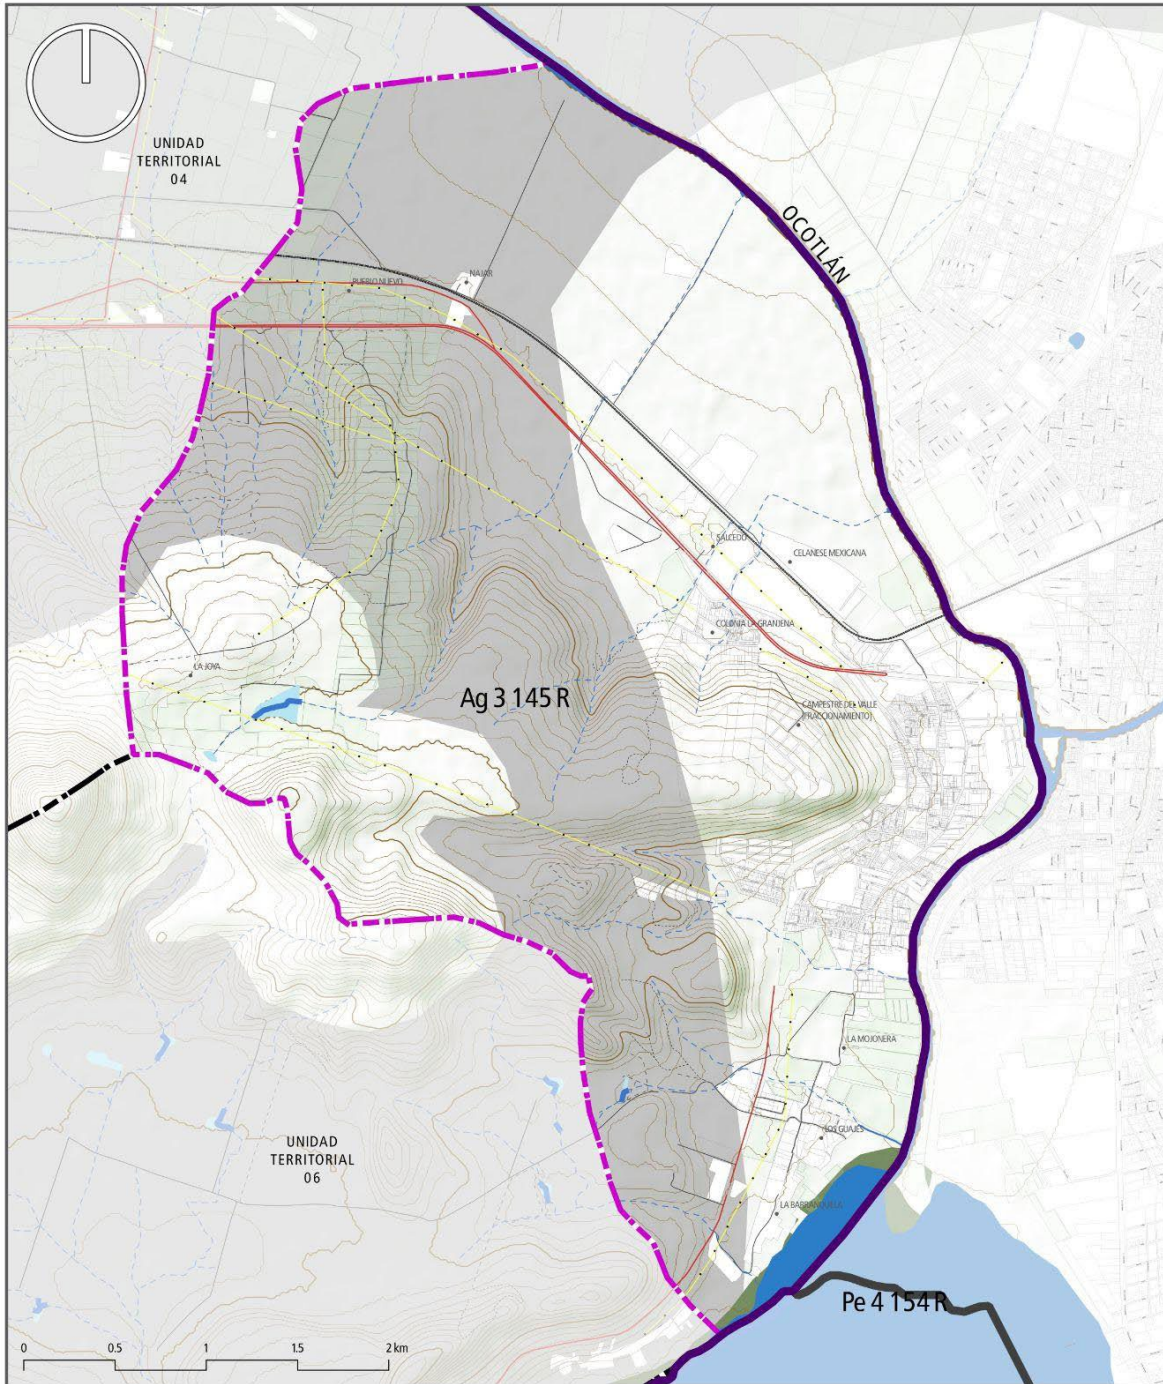 UNIDAD
TERRITORIAL
04
OCOTLÁN
NAJAR
PUEBLO NUEVO
SALCEDO
CELANESE MEXICANA
COLONIA LA GRANJENA
LA JOYA
Ag 3 145 R
CAMPESTRE DEL VALLE
(FRACCIONAMIENTO)
LA MOJONERA
LOS GUAJES
UNIDAD
TERRITORIAL
06
LA BARRANQUILLA
Pe 4 154 R
0 0.5 1 1.5 2 km